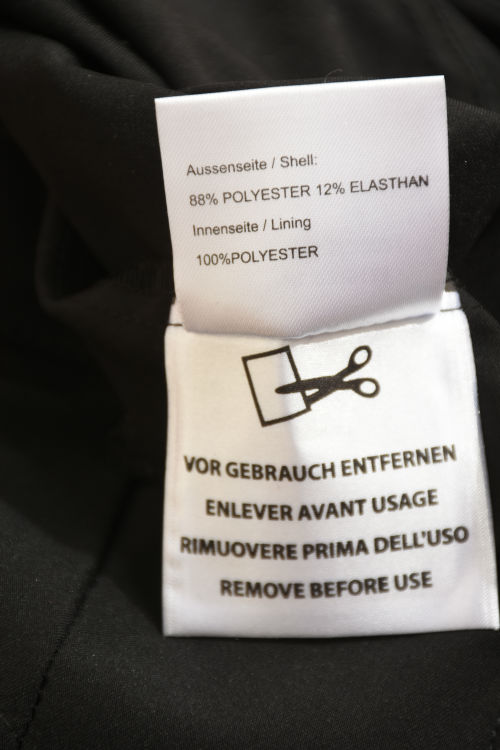 Aussenseite / Shell:
88% POLYESTER 12% ELASTHAN
Innenseite / Lining
100%POLYESTER
VOR GEBRAUCH ENTFERNEN
ENLEVER AVANT USAGE
RIMUOVERE PRIMA DELL'USO
REMOVE BEFORE USE